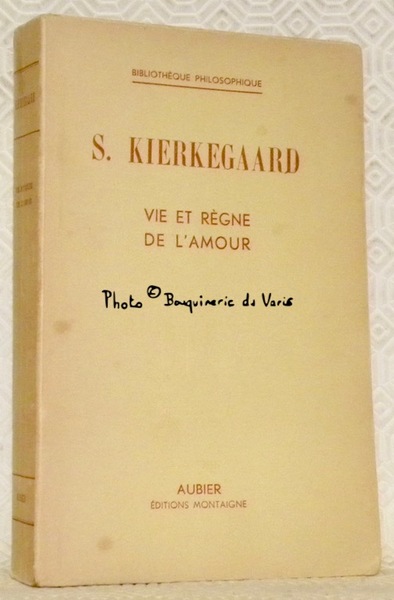 BIBLIOTHÈQUE PHILOSOPHIQUE
S. KIERKEGAARD
VIE ET RÈGNE
DE L'AMOUR
Photo © Bouquinerie du Varis
AUBIER
ÉDITIONS MONTAIGNE